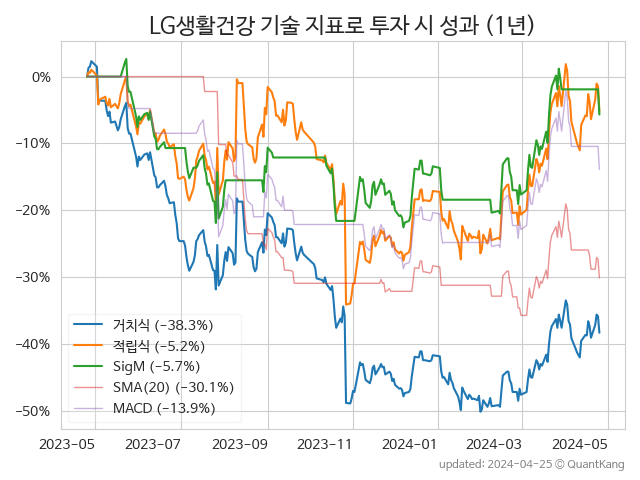 LG생활건강 기술 지표로 투자 시 성과 (1년)
0%
−10%
−20%
−30%
−40%
−50%
거치식 (−38.3%)
적립식 (−5.2%)
SigM (−5.7%)
SMA(20) (−30.1%)
MACD (−13.9%)
2023−05 2023−07 2023−09 2023−11 2024−01 2024−03 2024−05
updated: 2024−04−25 © QuantKang